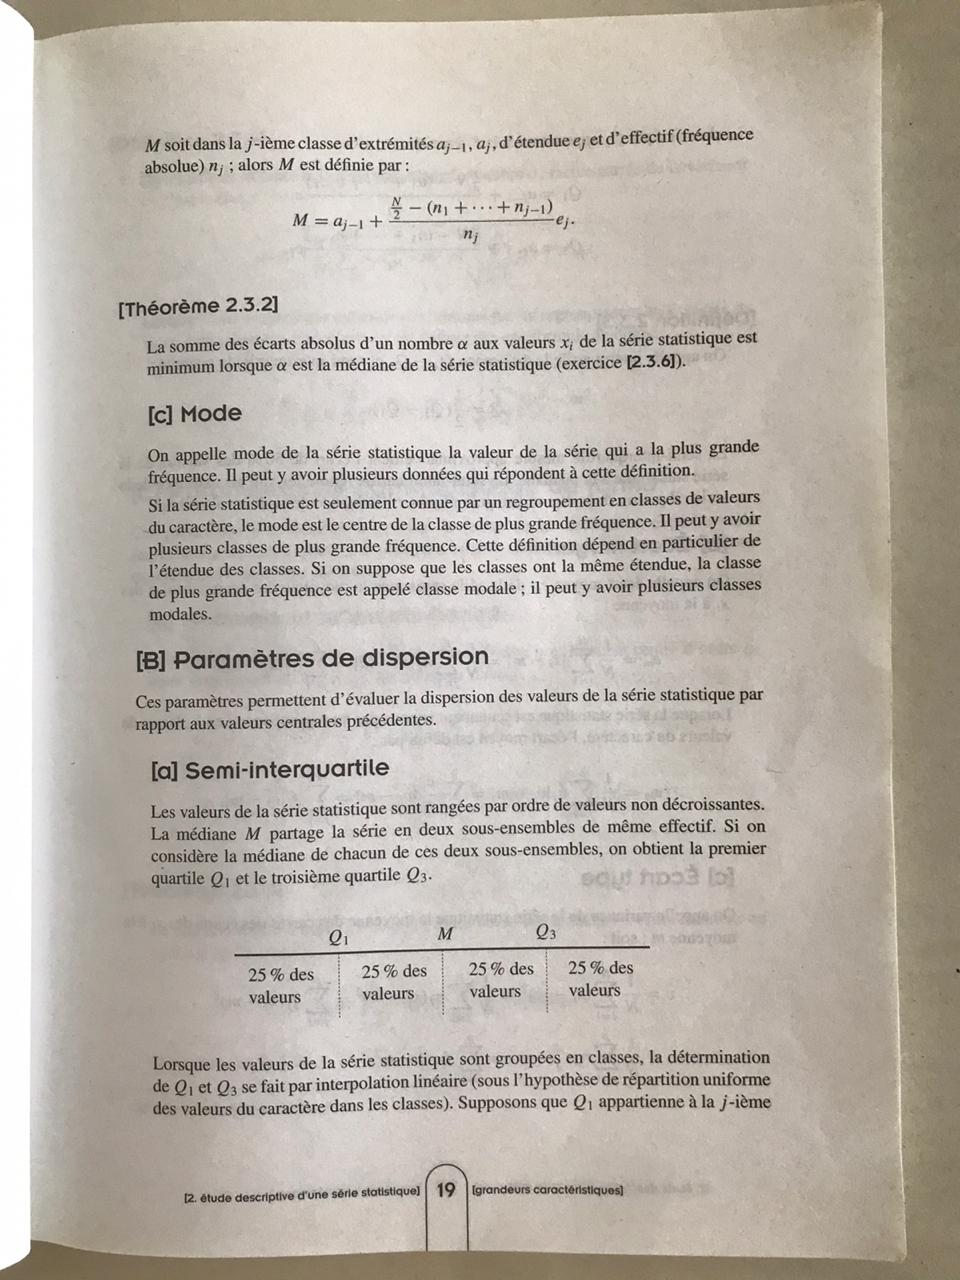 M soit dans la j-ième classe d'extrémités a_{j-1}, a_j, d'étendue e_j et d'effectif (fréquence
absolue) n_j ; alors M est définie par :
M = a_{j-1} + \frac{\frac{N}{2} - (n_1 + \cdots + n_{j-1})}{n_j} e_j.
[Théorème 2.3.2]
La somme des écarts absolus d'un nombre α aux valeurs x_i de la série statistique est
minimum lorsque α est la médiane de la série statistique (exercice [2.3.6]).
[c] Mode
On appelle mode de la série statistique la valeur de la série qui a la plus grande
fréquence. Il peut y avoir plusieurs données qui répondent à cette définition.
Si la série statistique est seulement connue par un regroupement en classes de valeurs
du caractère, le mode est le centre de la classe de plus grande fréquence. Il peut y avoir
plusieurs classes de plus grande fréquence. Cette définition dépend en particulier de
l'étendue des classes. Si on suppose que les classes ont la même étendue, la classe
de plus grande fréquence est appelé classe modale ; il peut y avoir plusieurs classes
modales.
[B] Paramètres de dispersion
Ces paramètres permettent d'évaluer la dispersion des valeurs de la série statistique par
rapport aux valeurs centrales précédentes.
[a] Semi-interquartile
Les valeurs de la série statistique sont rangées par ordre de valeurs non décroissantes.
La médiane M partage la série en deux sous-ensembles de même effectif. Si on
considère la médiane de chacun de ces deux sous-ensembles, on obtient la premier
quartile Q_1 et le troisième quartile Q_3.
Q_1 M Q_3
25 % des 25 % des 25 % des 25 % des
valeurs valeurs valeurs valeurs
Lorsque les valeurs de la série statistique sont groupées en classes, la détermination
de Q_1 et Q_3 se fait par interpolation linéaire (sous l'hypothèse de répartition uniforme
des valeurs du caractère dans les classes). Supposons que Q_1 appartienne à la j-ième
[2. étude descriptive d'une série statistique] 19 [grandeurs caractéristiques]